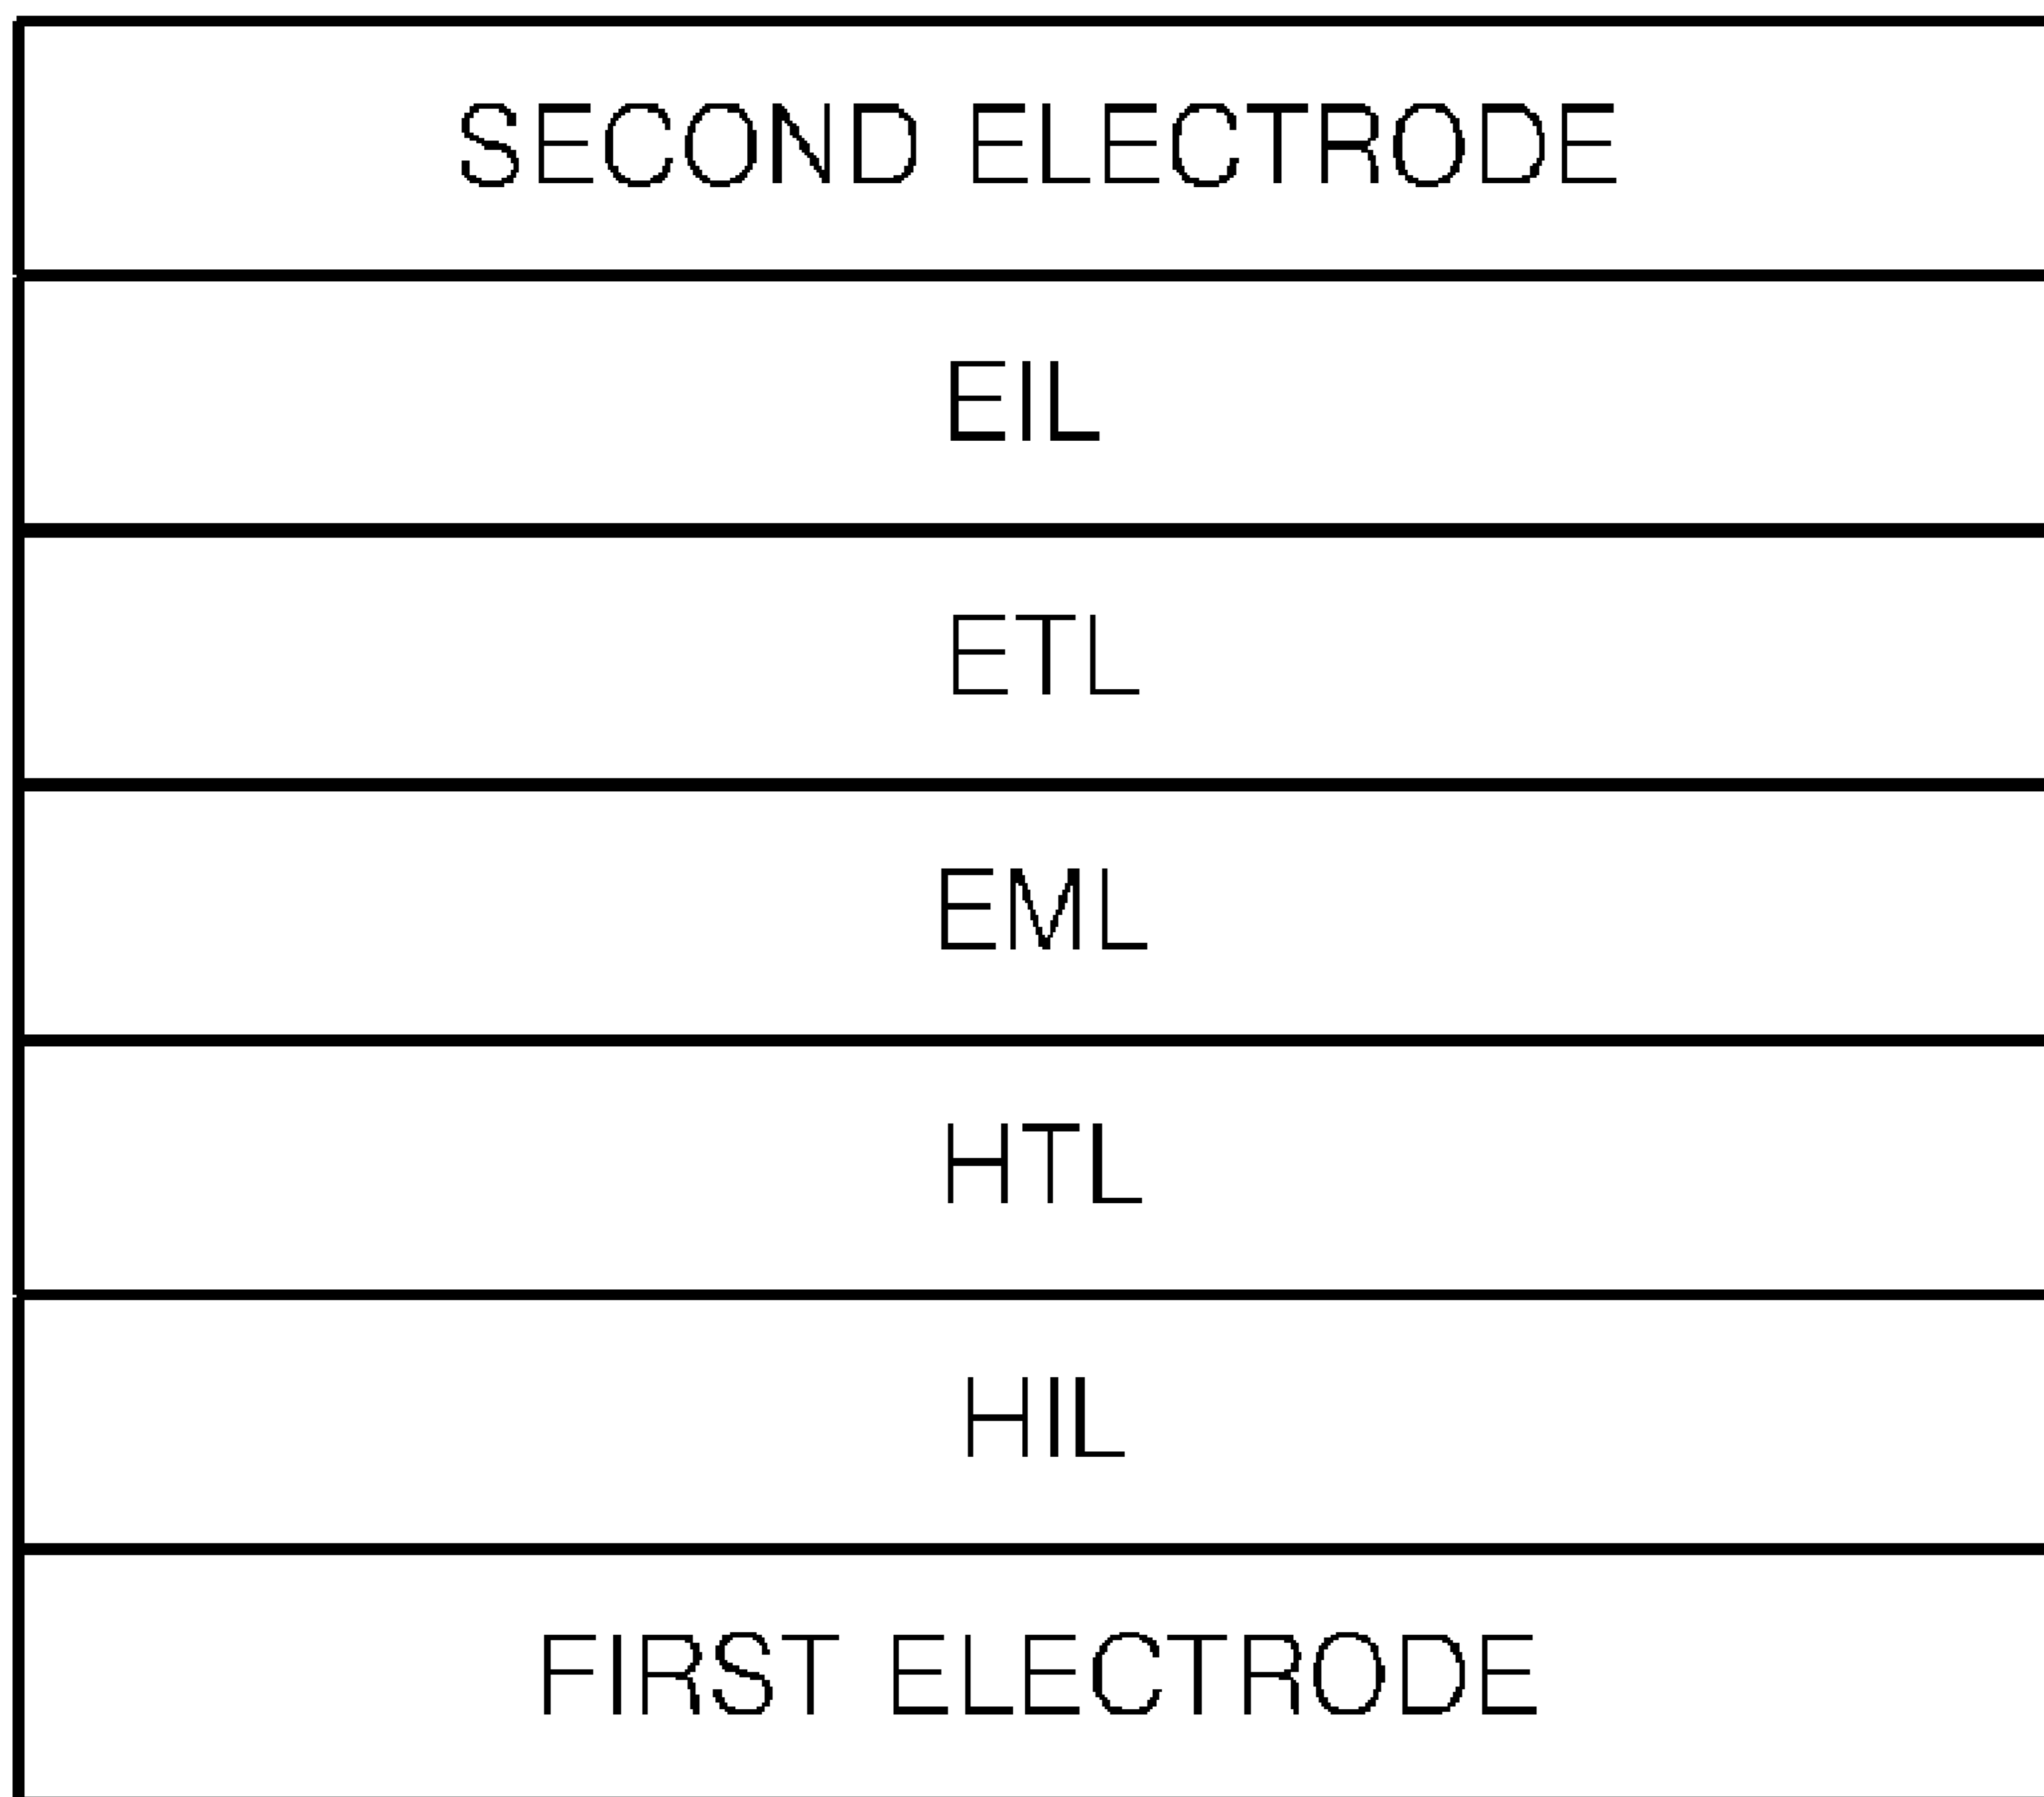 SECOND ELECTRODE
EIL
ETL
EML
HTL
HIL
FIRST ELECTRODE